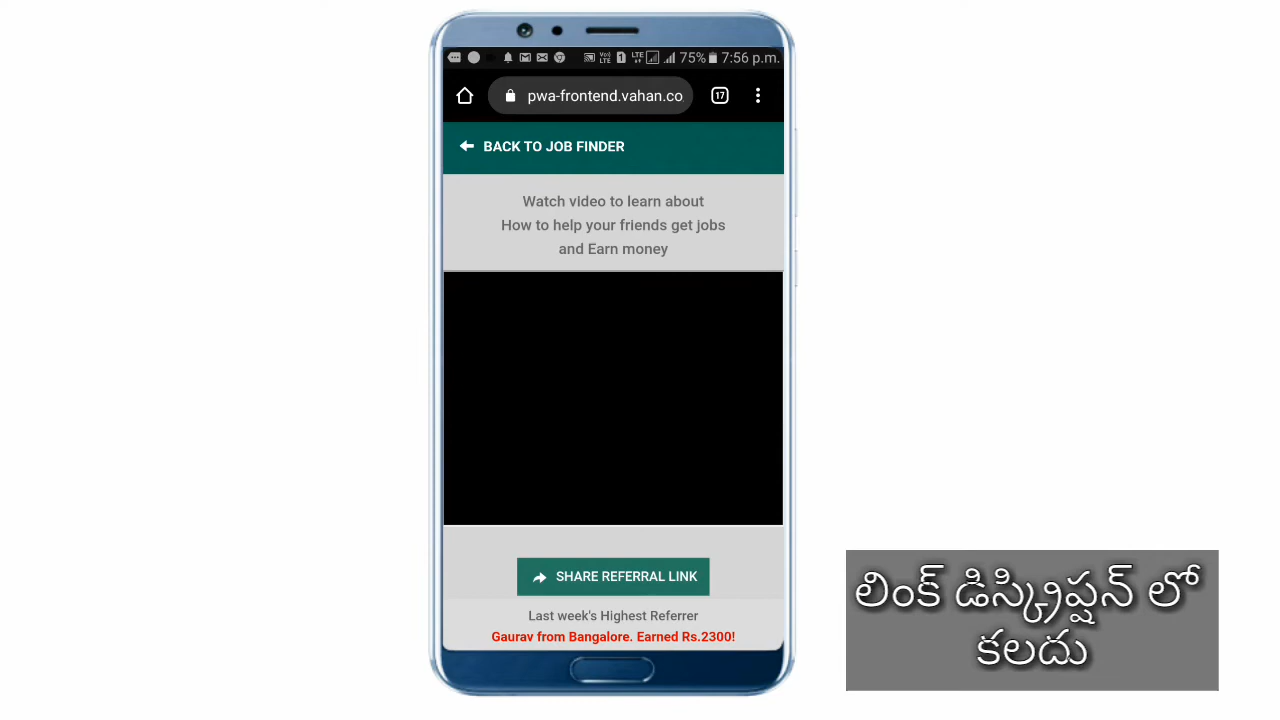 75% 7:56 p.m.
pwa-frontend.vahan.co
17
BACK TO JOB FINDER
Watch video to learn about
How to help your friends get jobs
and Earn money
SHARE REFERRAL LINK
Last week's Highest Referrer
Gaurav from Bangalore. Earned Rs.2300!
లింక్ డిస్క్రిప్షన్ లో
కలదు